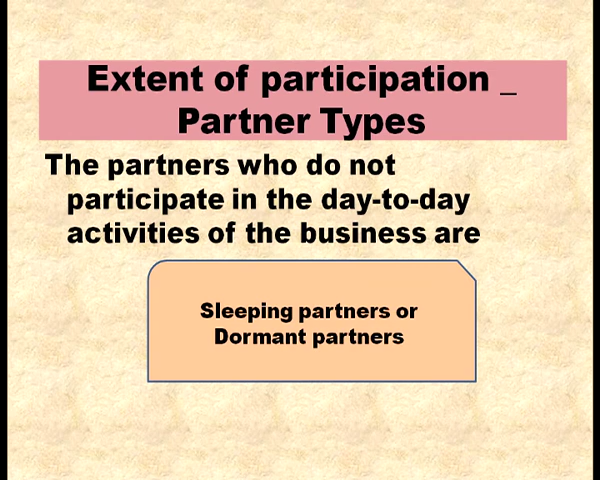 Extent of participation _
Partner Types
The partners who do not
participate in the day-to-day
activities of the business are
Sleeping partners or
Dormant partners